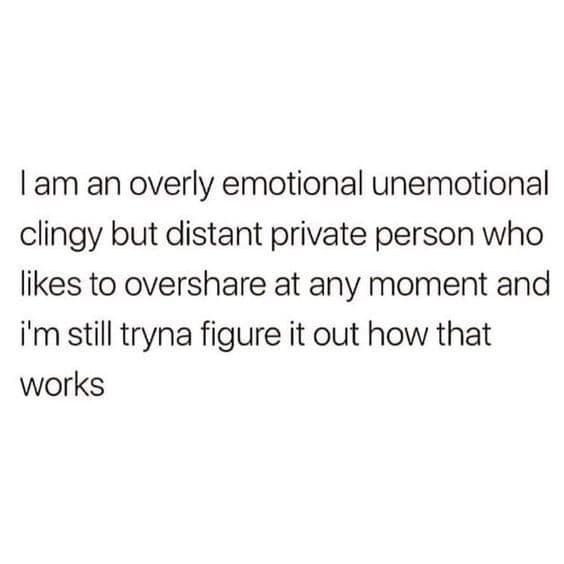 I am an overly emotional unemotional
clingy but distant private person who
likes to overshare at any moment and
i'm still tryna figure it out how that
works